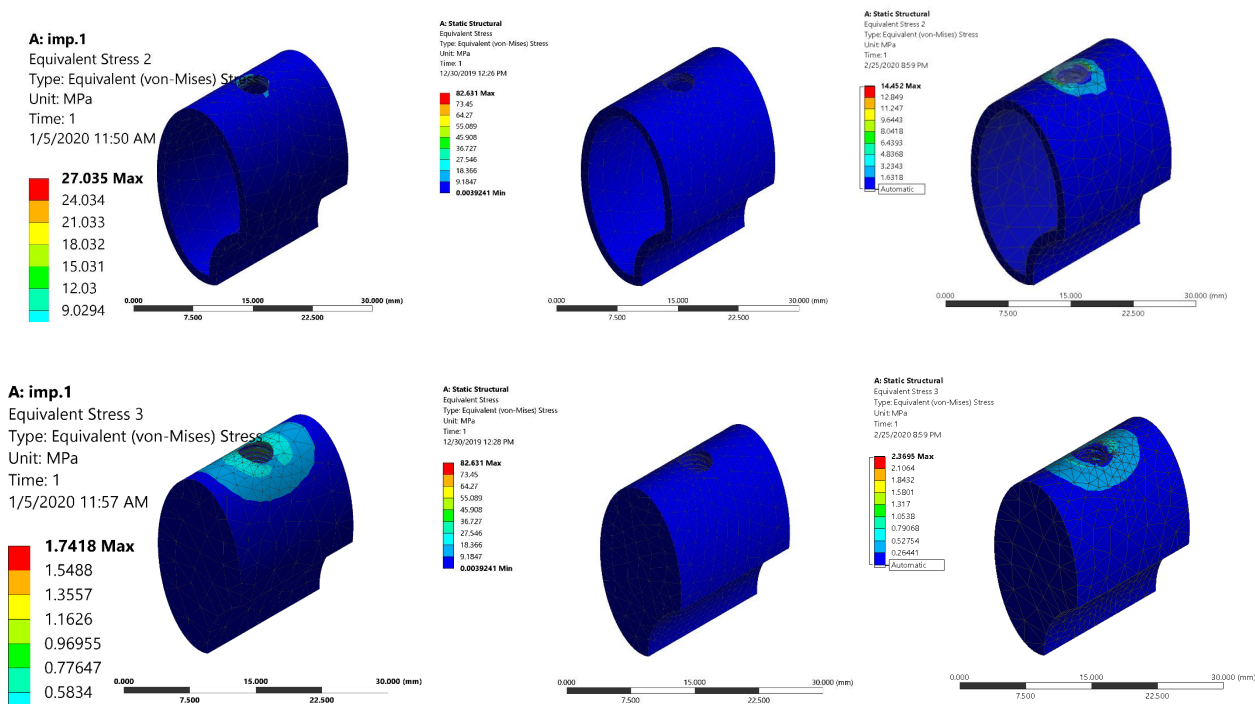 A: imp.1
Equivalent Stress 2
Type: Equivalent (von-Mises) Stress
Unit: MPa
Time: 1
1/5/2020 11:50 AM
27.035 Max
24.034
21.033
18.032
15.031
12.03
9.0294
0.000
15.000
30.000 (mm)
7.500
22.500
A: Static Structural
Equivalent Stress
Type: Equivalent (von-Mises) Stress
Unit: MPa
Time: 1
12/30/2019 12:26 PM
82.631 Max
73.45
64.27
55.089
45.908
36.727
27.546
18.366
9.1847
0.0039241 Min
0.000
15.000
30.000 (mm)
7.500
22.500
A: Static Structural
Equivalent Stress 2
Type: Equivalent (von-Mises) Stress
Unit: MPa
Time: 1
2/25/2020 8:59 PM
14.452 Max
12.849
11.247
9.6443
8.0418
6.4393
4.8368
3.2343
1.6318
Automatic
0.000
15.000
30.000 (mm)
7.500
22.500
A: imp.1
Equivalent Stress 3
Type: Equivalent (von-Mises) Stress
Unit: MPa
Time: 1
1/5/2020 11:57 AM
1.7418 Max
1.5488
1.3557
1.1626
0.96955
0.77647
0.5834
0.000
15.000
30.000 (mm)
7.500
22.500
A: Static Structural
Equivalent Stress
Type: Equivalent (von-Mises) Stress
Unit: MPa
Time: 1
12/30/2019 12:28 PM
82.631 Max
73.45
64.27
55.089
45.908
36.727
27.546
18.366
9.1847
0.0039241 Min
0.000
15.000
30.000 (mm)
7.500
22.500
A: Static Structural
Equivalent Stress 3
Type: Equivalent (von-Mises) Stress
Unit: MPa
Time: 1
2/25/2020 8:59 PM
2.3695 Max
2.1064
1.8432
1.5801
1.317
1.0538
0.79068
0.52754
0.26441
Automatic
0.000
15.000
30.000 (mm)
7.500
22.500